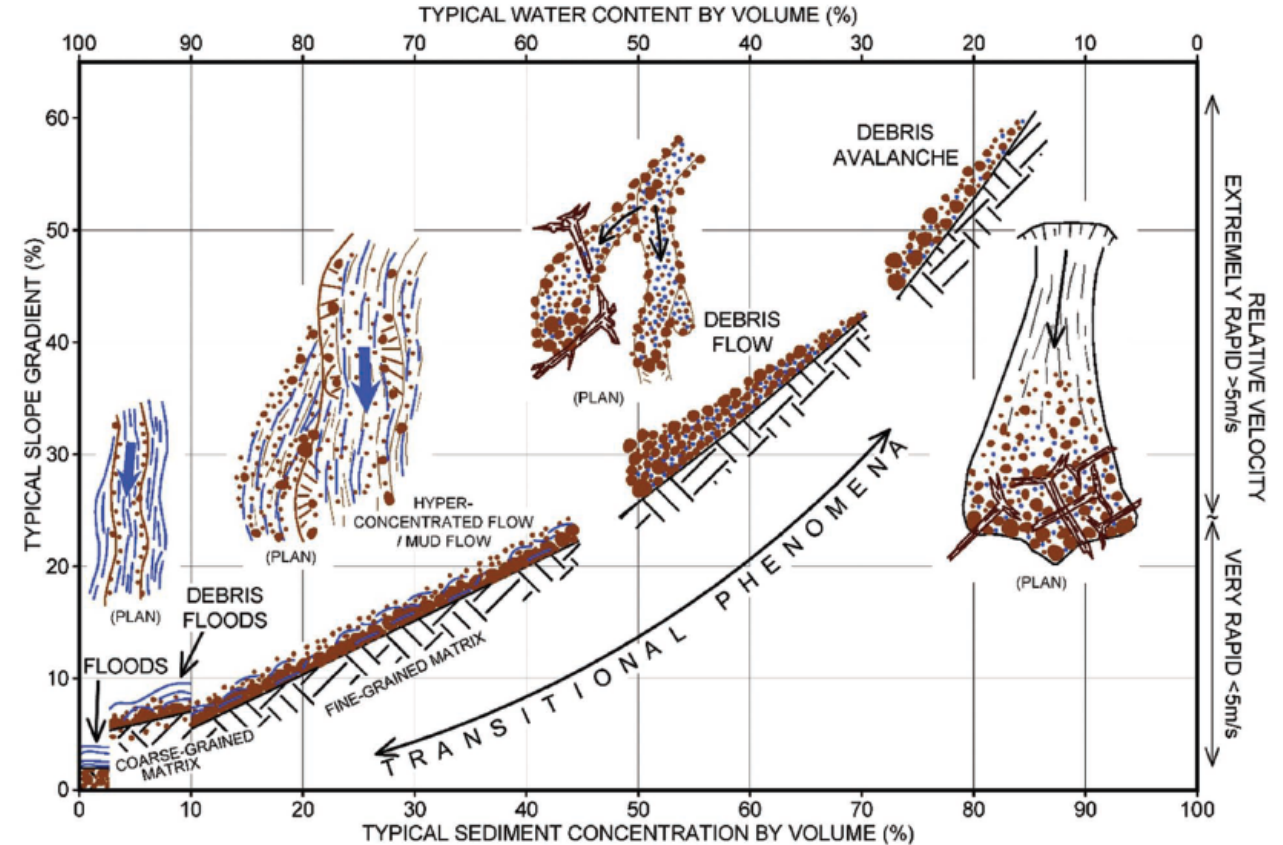 TYPICAL WATER CONTENT BY VOLUME (%)
100 90 80 70 60 50 40 30 20 10 0
TYPICAL SLOPE GRADIENT (%)
60
50
40
30
20
10
0
DEBRIS
AVALANCHE
DEBRIS
FLOW
(PLAN)
HYPER-
CONCENTRATED FLOW
/ MUD FLOW
(PLAN)
(PLAN)
(PLAN)
DEBRIS
FLOODS
FLOODS
FINE-GRAINED MATRIX
COARSE-GRAINED
MATRIX
TRANSITIONAL PHENOMENA
EXTREMELY RAPID >5m/s
VERY RAPID <5m/s
RELATIVE VELOCITY
0 10 20 30 40 50 60 70 80 90 100
TYPICAL SEDIMENT CONCENTRATION BY VOLUME (%)